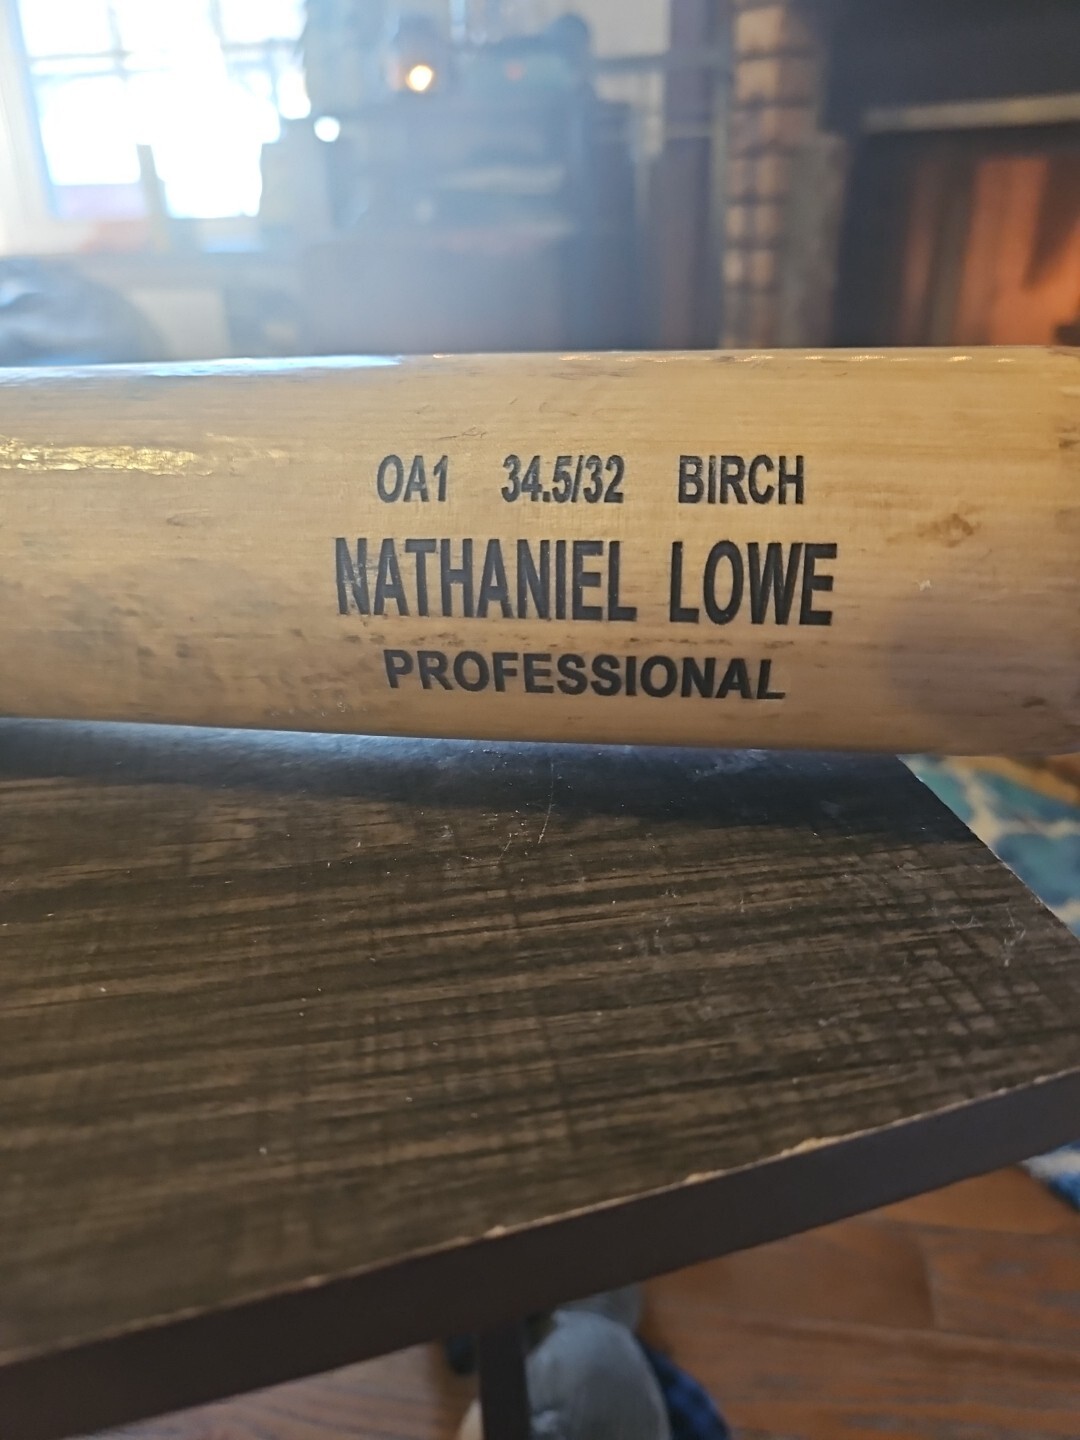 OA1 34.5/32 BIRCH
NATHANIEL LOWE
PROFESSIONAL